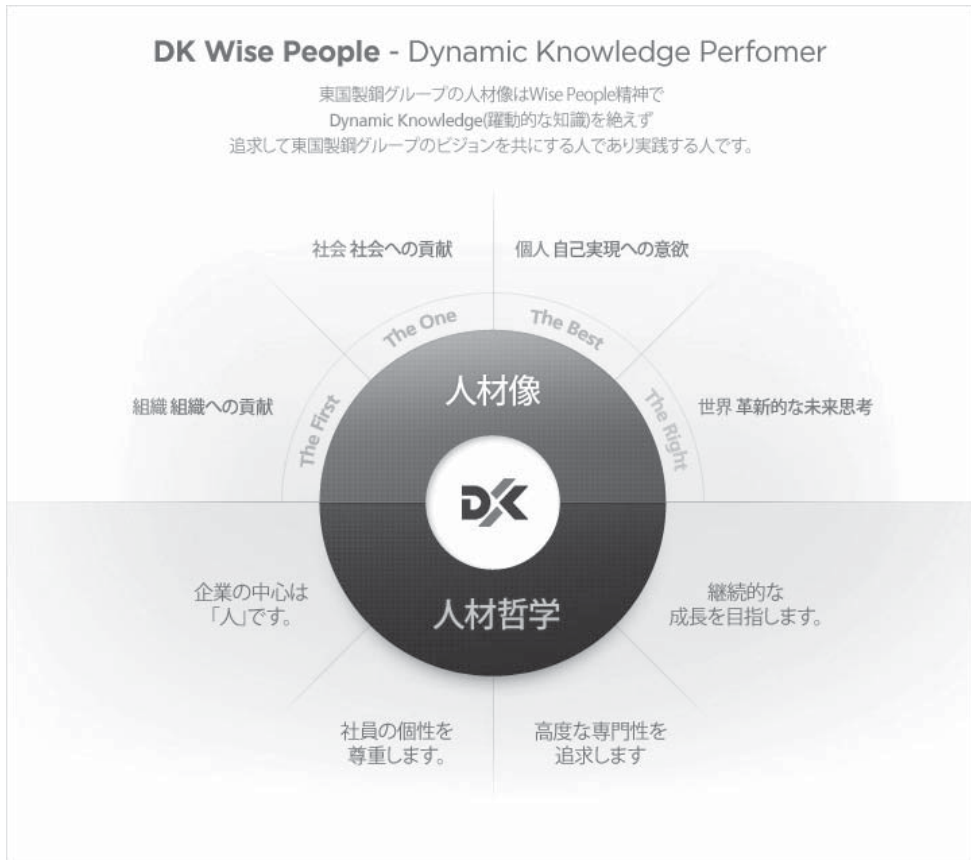 DK Wise People - Dynamic Knowledge Perfomer
東国製鋼グループの人材像はWise People精神で
Dynamic Knowledge(躍動的な知識)を絶えず
追求して東国製鋼グループのビジョンを共にする人であり実践する人です。
社会 社会への貢献
個人 自己実現への意欲
The One
The Best
人材像
組織 組織への貢献
The First
The Right
世界 革新的な未来思考
DK
企業の中心は
「人」です。
人材哲学
継続的な
成長を目指します。
社員の個性を
尊重します。
高度な専門性を
追求します